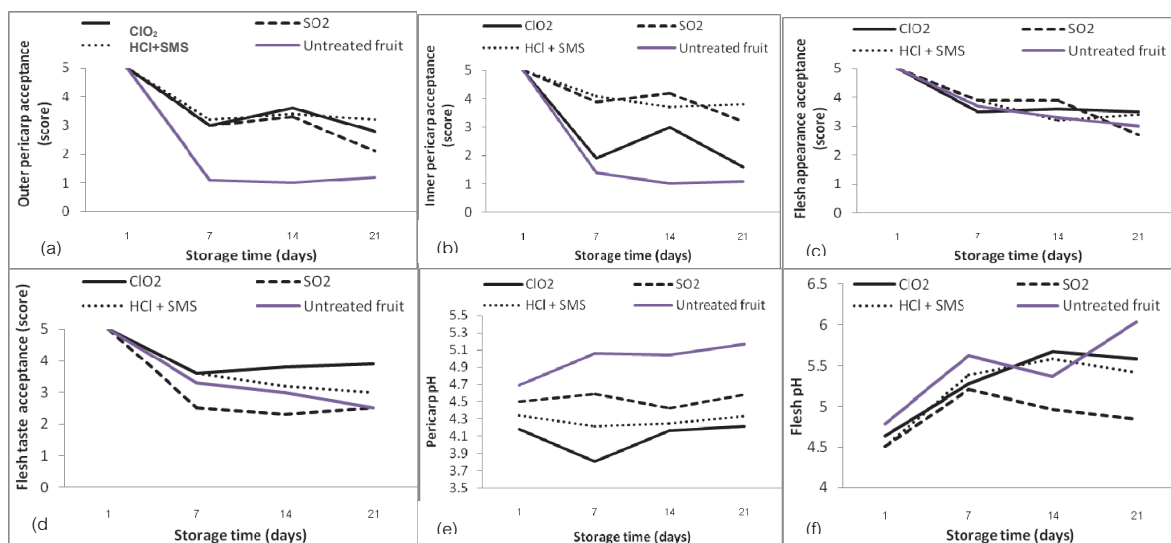 ClO₂
SO2
HCl+SMS
Untreated fruit
Outer pericarp acceptance
(score)
5
4
3
2
1
0
1
7
14
21
(a)
Storage time (days)
ClO2
SO2
HCl + SMS
Untreated fruit
Inner pericarp acceptance
(score)
5
4
3
2
1
0
1
7
14
21
(b)
Storage time (days)
ClO2
SO2
HCl + SMS
Untreated fruit
Flesh appearance acceptance
(score)
5
4
3
2
1
0
1
7
14
21
(c)
Storage time (days)
ClO2
SO2
HCl + SMS
Untreated fruit
Flesh taste acceptance (score)
5
4
3
2
1
0
1
7
14
21
(d
Storage time (days)
ClO2
SO2
HCl + SMS
Untreated fruit
Pericarp pH
5.5
5.3
5.1
4.9
4.7
4.5
4.3
4.1
3.9
3.7
3.5
1
7
14
21
(e)
Storage time (days)
ClO2
SO2
HCl + SMS
Untreated fruit
Flesh pH
6
5.5
5
4.5
4
1
7
14
21
(f)
Storage time (days)